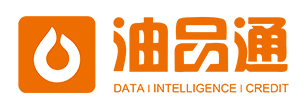 油品通
DATA | INTELLIGENCE | CREDIT